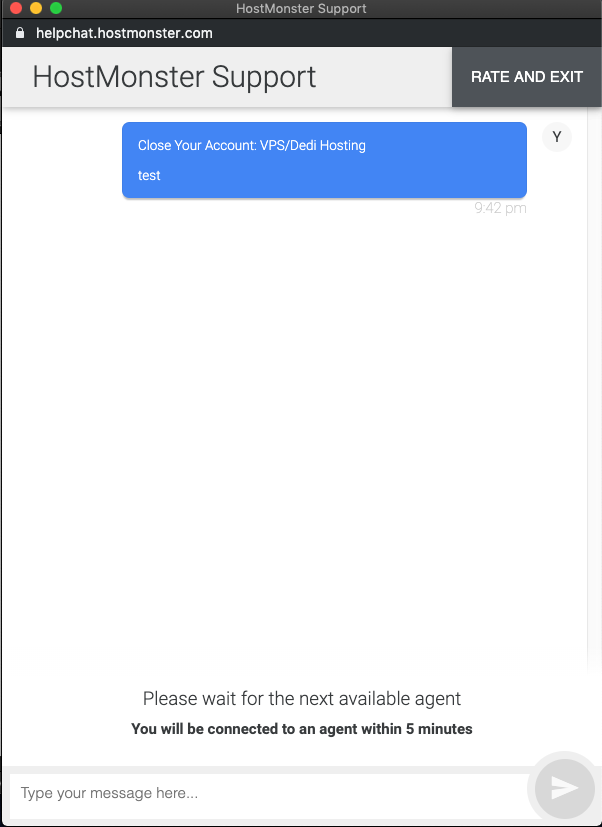 HostMonster Support
helpchat.hostmonster.com
HostMonster Support
RATE AND EXIT
Close Your Account: VPS/Dedi Hosting
Y
test
9:42 pm
Please wait for the next available agent
You will be connected to an agent within 5 minutes
Type your message here...